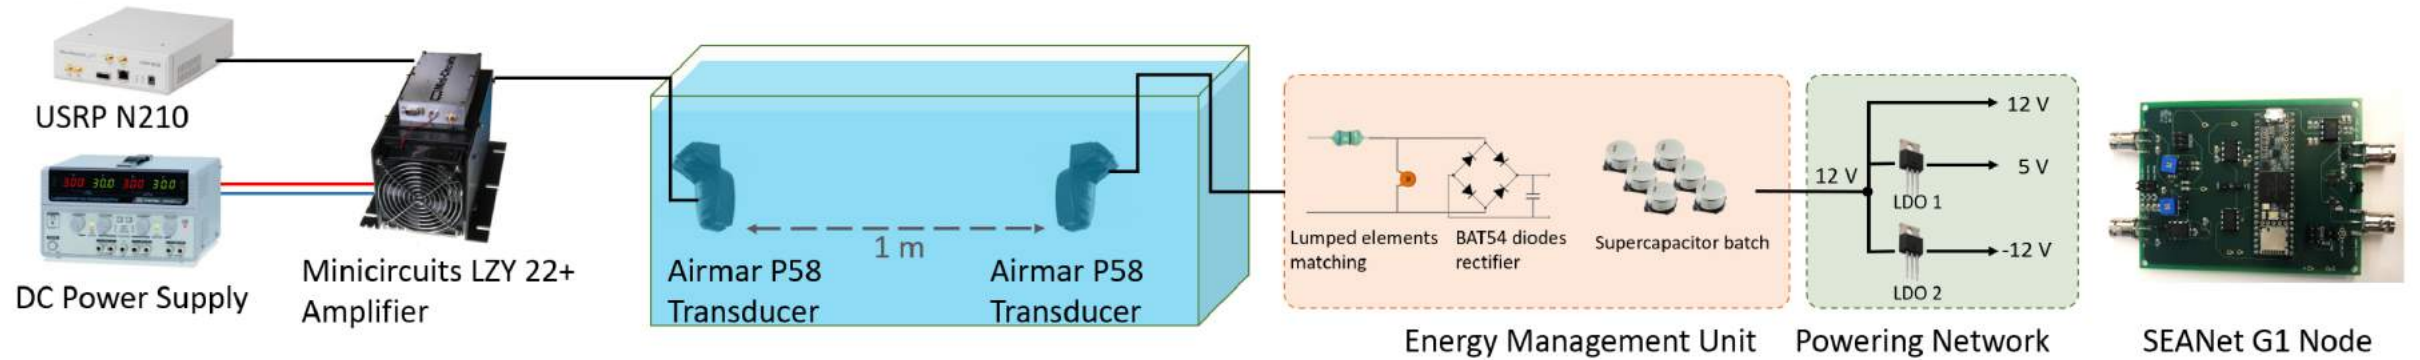 USRP N210
DC Power Supply
Minicircuits LZY 22+
Amplifier
Airmar P58
Transducer
1 m
Airmar P58
Transducer
Lumped elements
matching
BAT54 diodes
rectifier
Supercapacitor batch
Energy Management Unit
12 V
LDO 1
LDO 2
12 V
5 V
-12 V
Powering Network
SEANet G1 Node